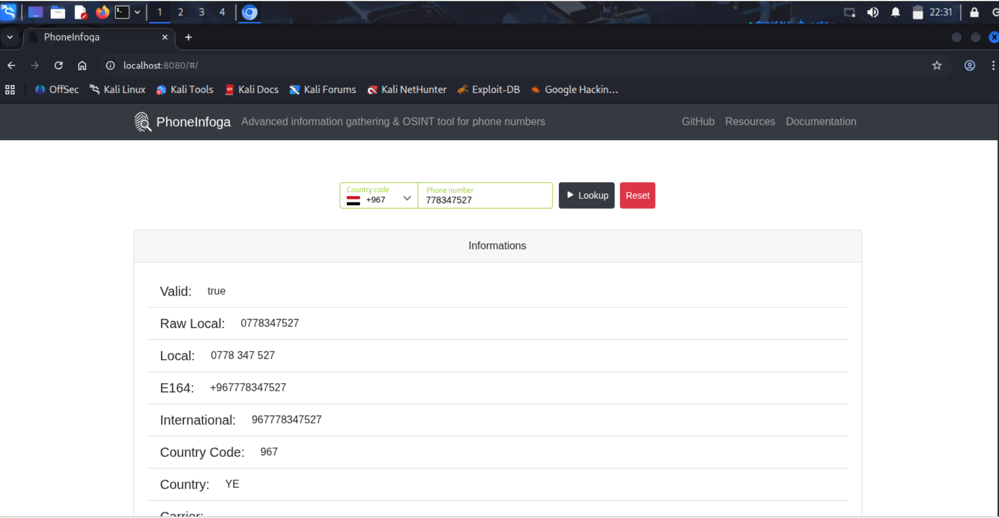 1 2 3 4 22:31
PhoneInfoga
localhost:8080/#/
OffSec Kali Linux Kali Tools Kali Docs Kali Forums Kali NetHunter Exploit-DB Google Hackin...
PhoneInfoga Advanced information gathering & OSINT tool for phone numbers GitHub Resources Documentation
Country code Phone number
+967 778347527 Lookup Reset
Informations
Valid: true
Raw Local: 0778347527
Local: 0778 347 527
E164: +967778347527
International: 967778347527
Country Code: 967
Country: YE
Carrier: